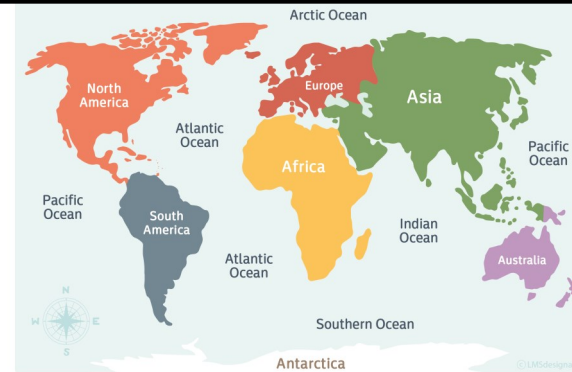 Arctic Ocean
North
America
Europe
Asia
Atlantic
Ocean
Pacific
Ocean
Africa
Pacific
Ocean
South
America
Indian
Ocean
Atlantic
Ocean
Australia
N
W
E
S
Southern Ocean
Antarctica
©LMSdesigna